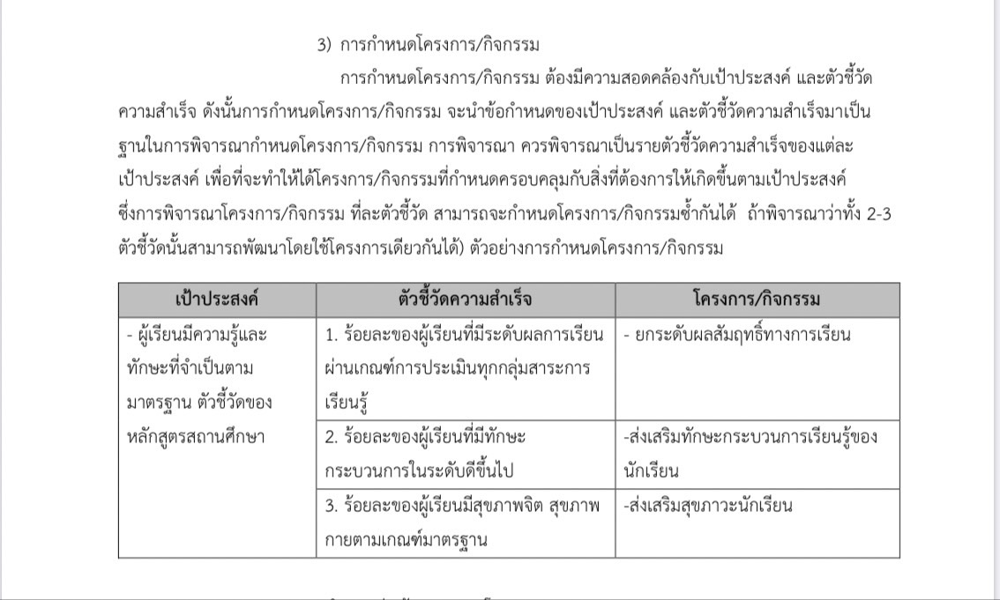 3) การกำหนดโครงการ/กิจกรรม
การกำหนดโครงการ/กิจกรรม ต้องมีความสอดคล้องกับเป้าประสงค์ และตัวชี้วัด
ความสำเร็จ ดังนั้นการกำหนดโครงการ/กิจกรรม จะนำข้อกำหนดของเป้าประสงค์ และตัวชี้วัดความสำเร็จมาเป็น
ฐานในการพิจารณากำหนดโครงการ/กิจกรรม การพิจารณา ควรพิจารณาเป็นรายตัวชี้วัดความสำเร็จของแต่ละ
เป้าประสงค์ เพื่อที่จะทำให้ได้โครงการ/กิจกรรมที่กำหนดครอบคลุมกับสิ่งที่ต้องการให้เกิดขึ้นตามเป้าประสงค์
ซึ่งการพิจารณาโครงการ/กิจกรรม ที่ละตัวชี้วัด สามารถจะกำหนดโครงการ/กิจกรรมซ้ำกันได้ ถ้าพิจารณาว่าทั้ง 2-3
ตัวชี้วัดนั้นสามารถพัฒนาโดยใช้โครงการเดียวกันได้) ตัวอย่างการกำหนดโครงการ/กิจกรรม
เป้าประสงค์ ตัวชี้วัดความสำเร็จ โครงการ/กิจกรรม
- ผู้เรียนมีความรู้และ
ทักษะที่จำเป็นตาม
มาตรฐาน ตัวชี้วัดของ
หลักสูตรสถานศึกษา
1. ร้อยละของผู้เรียนที่มีระดับผลการเรียน
ผ่านเกณฑ์การประเมินทุกกลุ่มสาระการ
เรียนรู้
- ยกระดับผลสัมฤทธิ์ทางการเรียน
2. ร้อยละของผู้เรียนที่มีทักษะ
กระบวนการในระดับดีขึ้นไป
-ส่งเสริมทักษะกระบวนการเรียนรู้ของ
นักเรียน
3. ร้อยละของผู้เรียนมีสุขภาพจิต สุขภาพ
กายตามเกณฑ์มาตรฐาน
-ส่งเสริมสุขภาวะนักเรียน